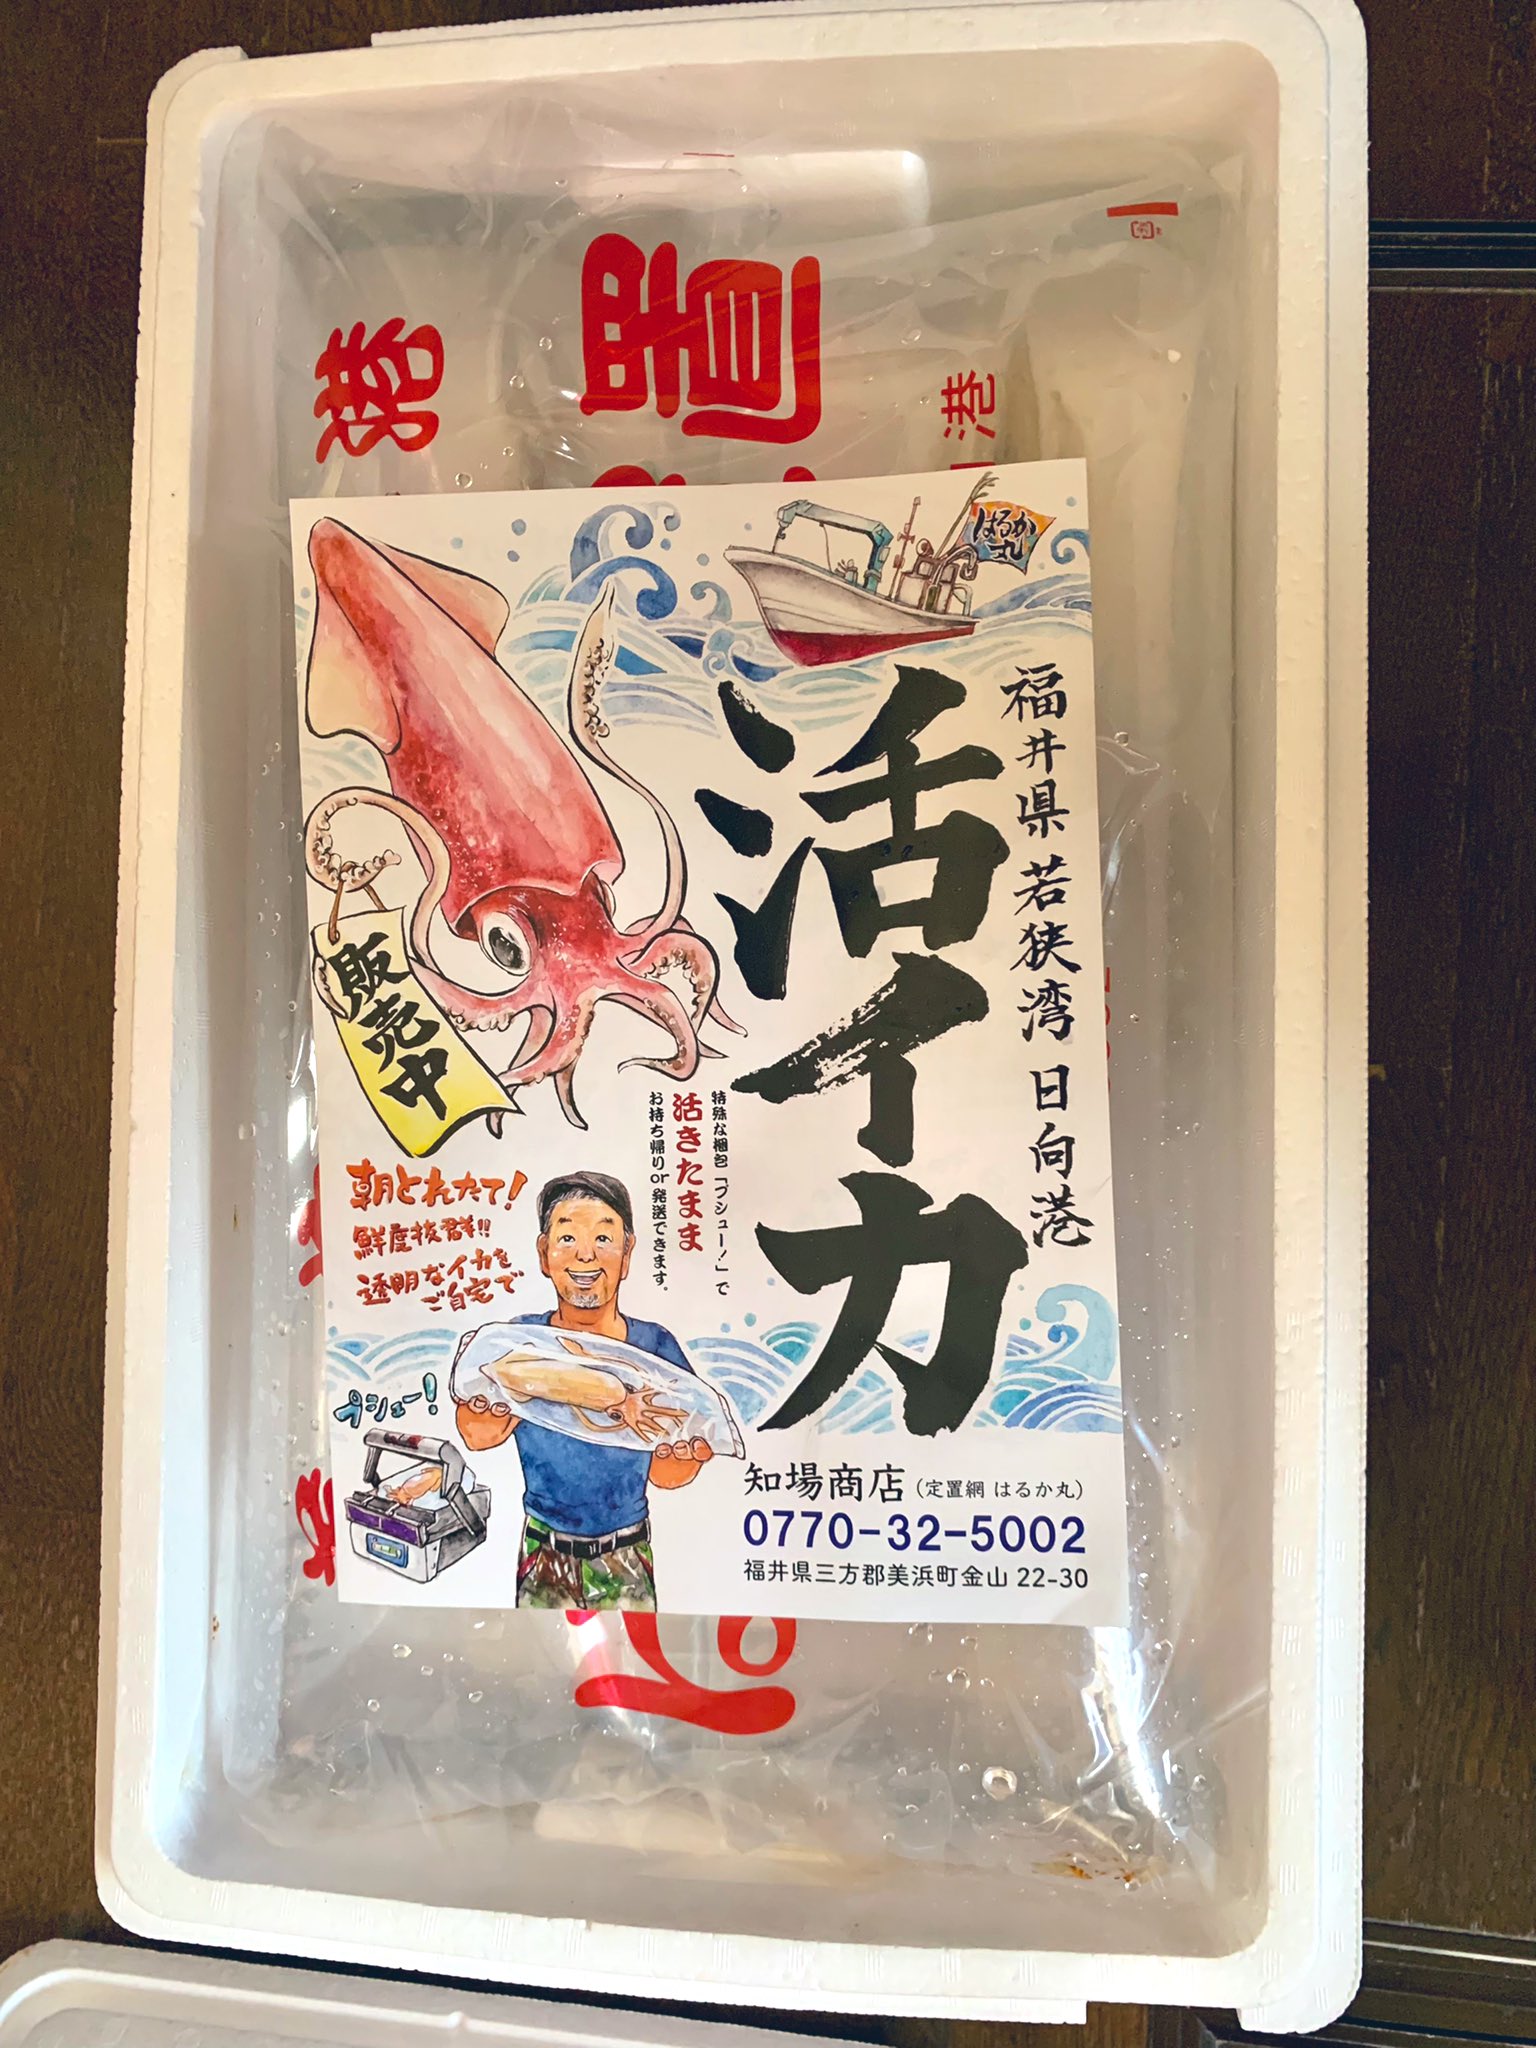 港
はるか丸
福井県 若狭湾 日向港
活イカ
販売中
特殊な梱包「プシュー！」で
活きたまま
お持ち帰りor発送できます。
朝とれたて！
鮮度抜群!!
透明なイカを
ご自宅で
プシュー！
知場商店（定置網 はるか丸）
0770-32-5002
福井県三方郡美浜町金山 22-30